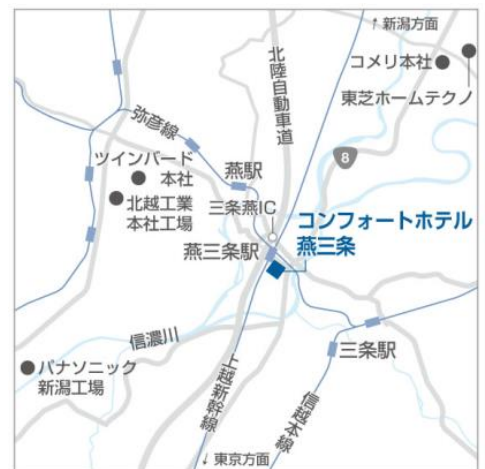 ↑新潟方面
コメリ本社
東芝ホームテクノ
北陸自動車道
弥彦線
8
ツインバード
本社
燕駅
北越工業
本社工場
三条燕IC
コンフォートホテル
燕三条
燕三条駅
信濃川
三条駅
パナソニック
新潟工場
上越新幹線
信越本線
↓東京方面